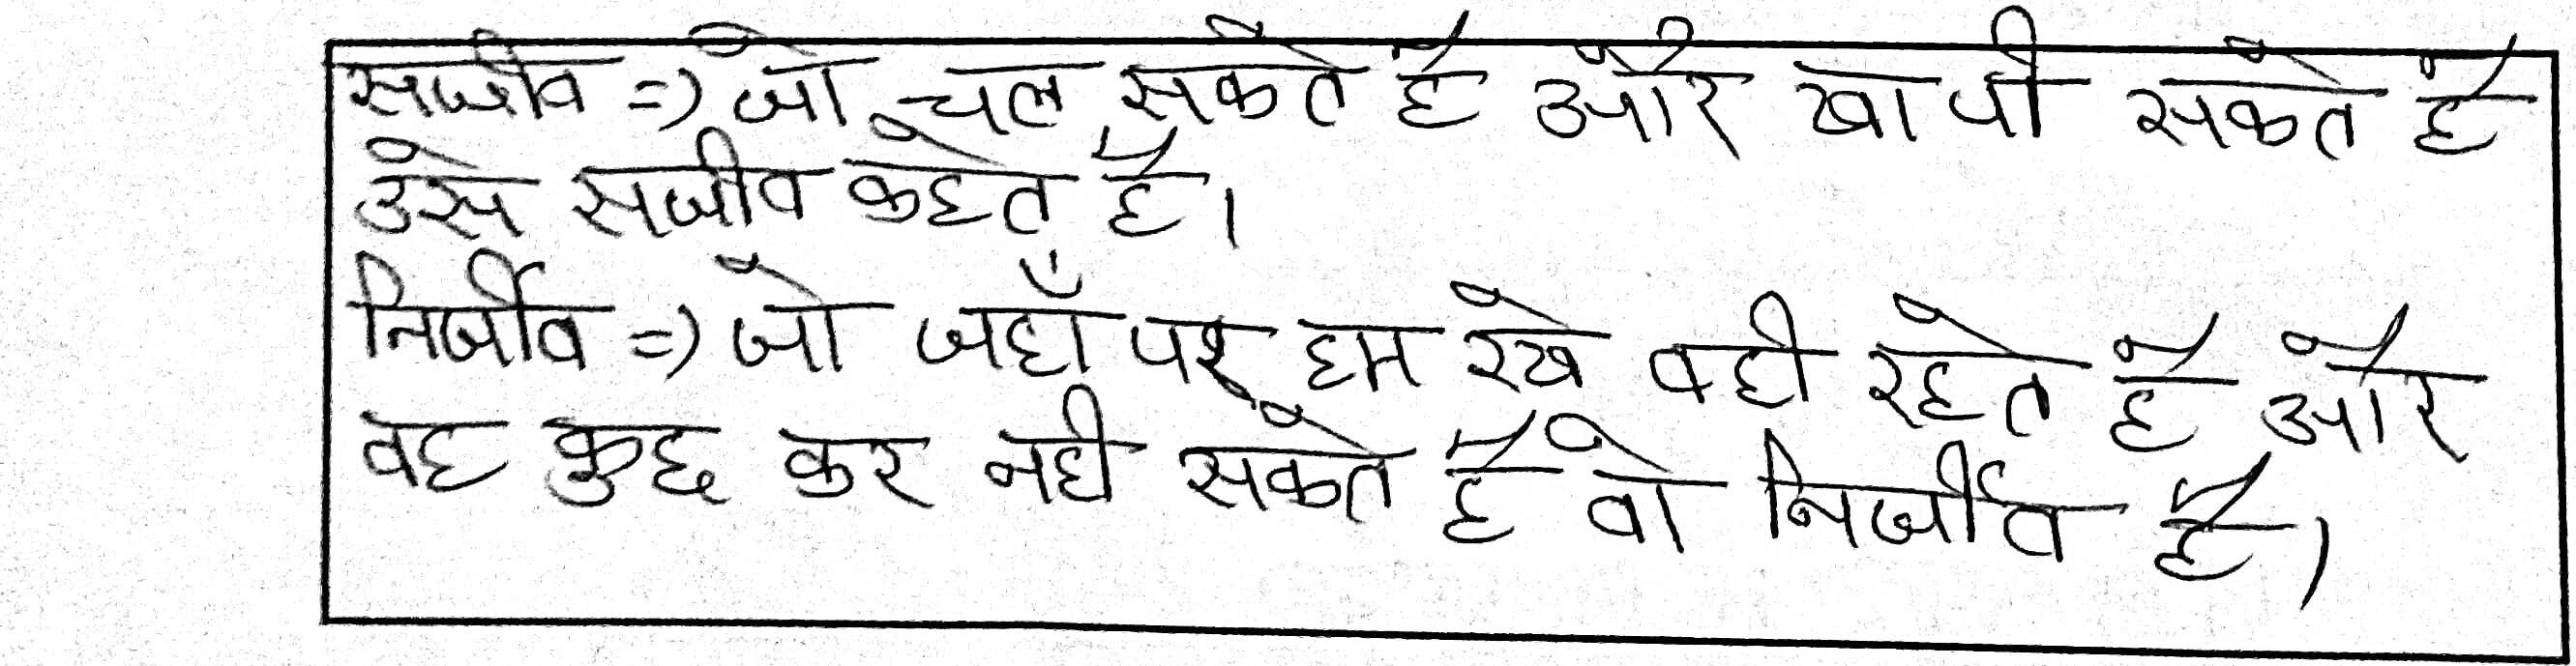 सजीव => जो चल सकते है और खा पी सकते है
उसे सजीव कहते है।
निर्जीव => जो जहाँ पर हम रखे वही रहते है और
वह कुछ कर नही सकते है वो निर्जीव है।